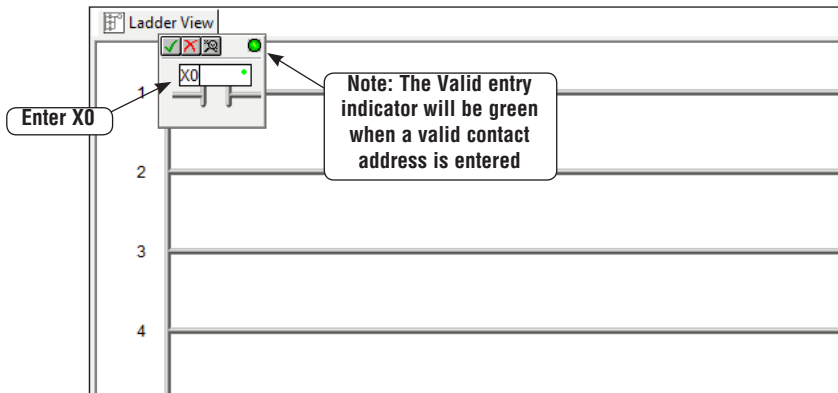 Ladder View
X0
1
Enter X0
Note: The Valid entry
indicator will be green
when a valid contact
address is entered
2
3
4